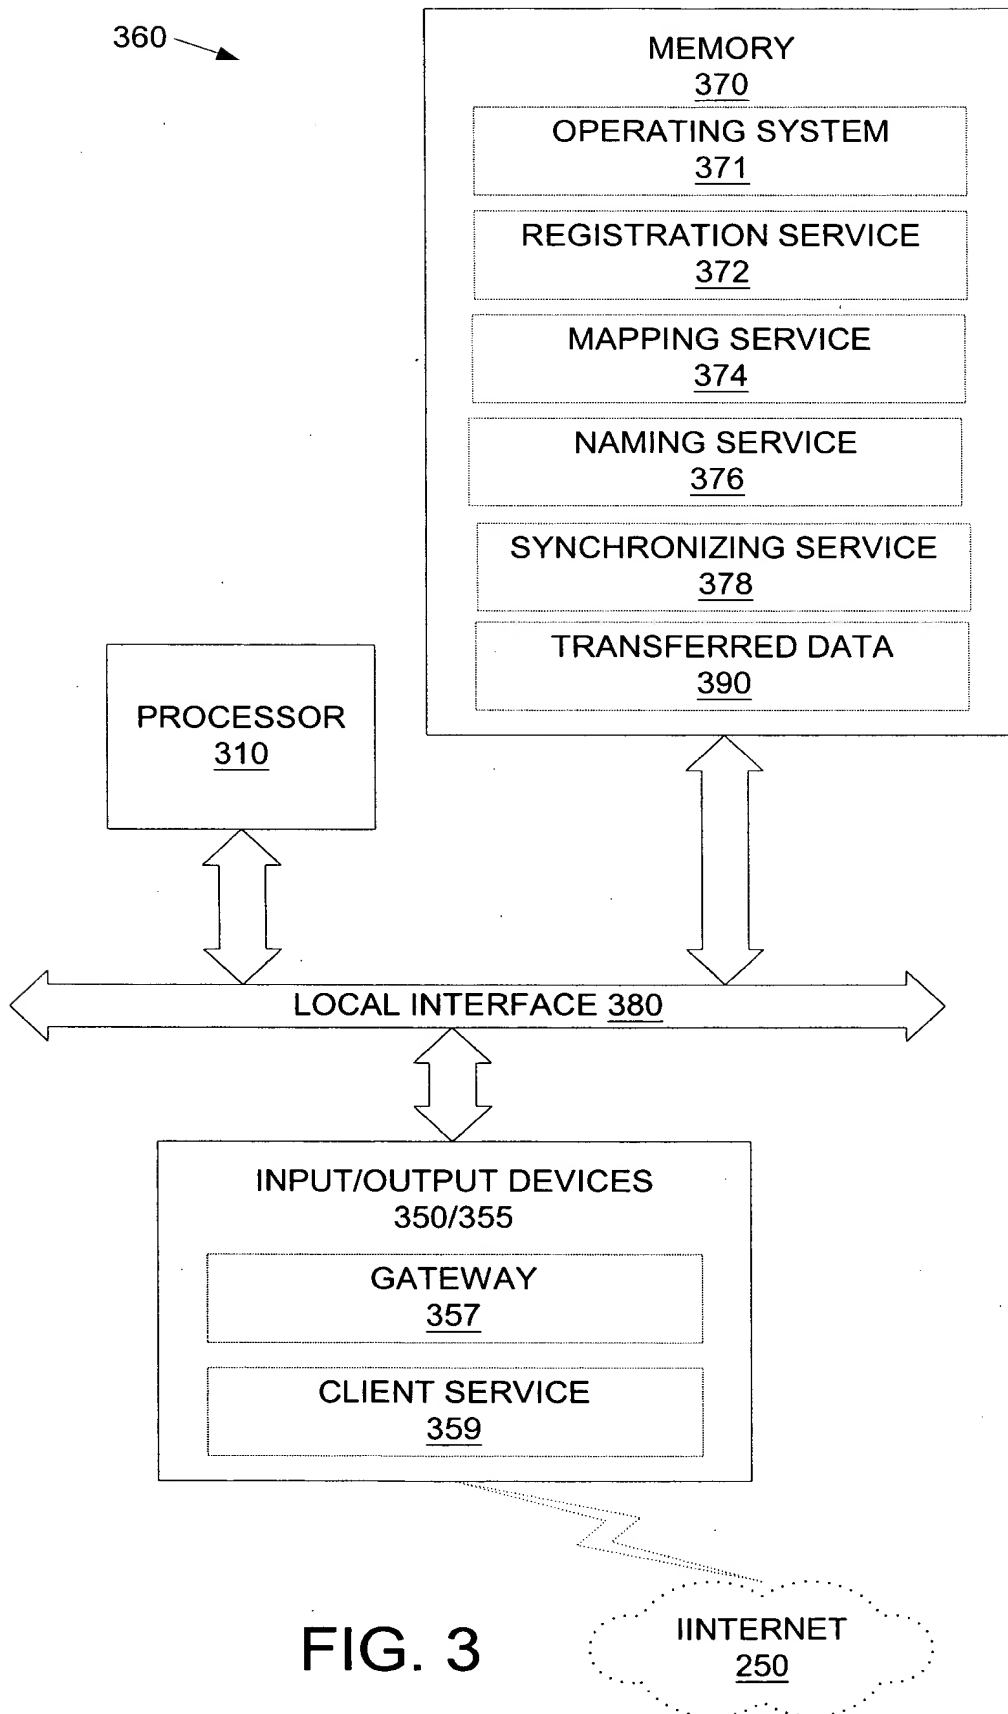 360
MEMORY
370
OPERATING SYSTEM
371
REGISTRATION SERVICE
372
MAPPING SERVICE
374
NAMING SERVICE
376
SYNCHRONIZING SERVICE
378
TRANSFERRED DATA
390
PROCESSOR
310
LOCAL INTERFACE 380
INPUT/OUTPUT DEVICES
350/355
GATEWAY
357
CLIENT SERVICE
359
IINTERNET
250
FIG. 3